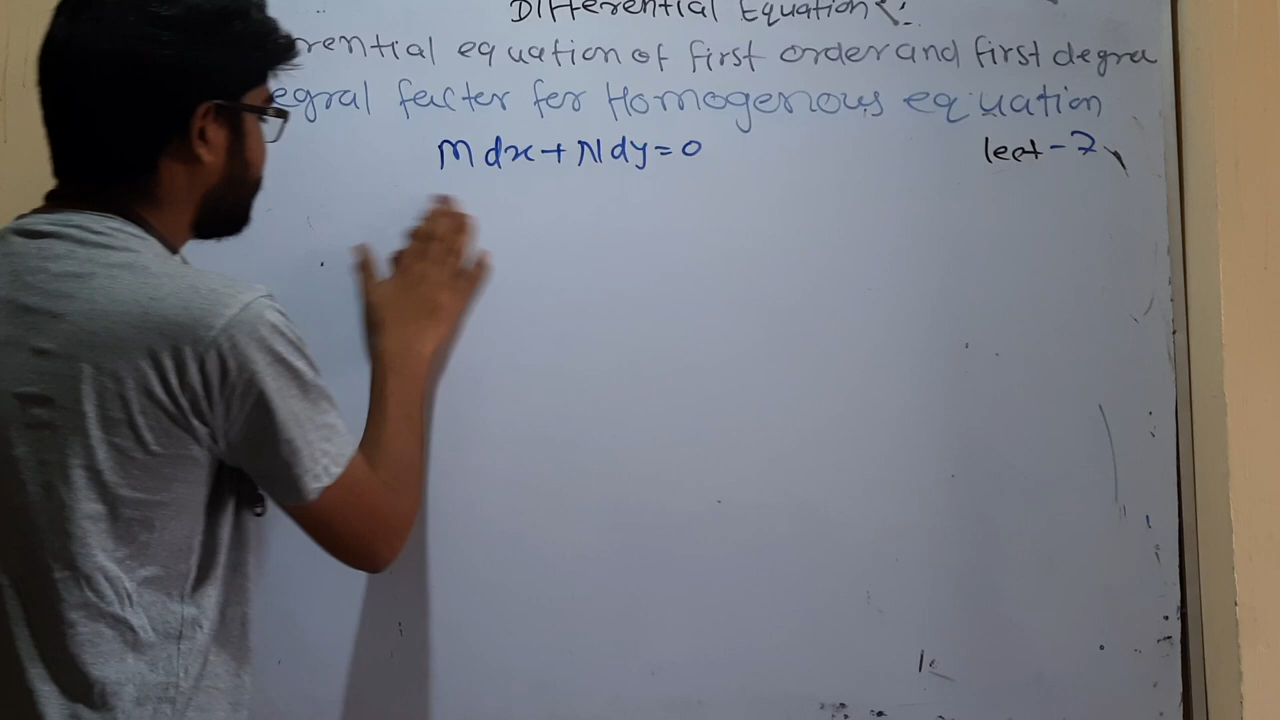 Differential Equation :
rential equation of first order and first degree
egral facter for Homogenous equation
M dx + N dy = 0
lect - 7